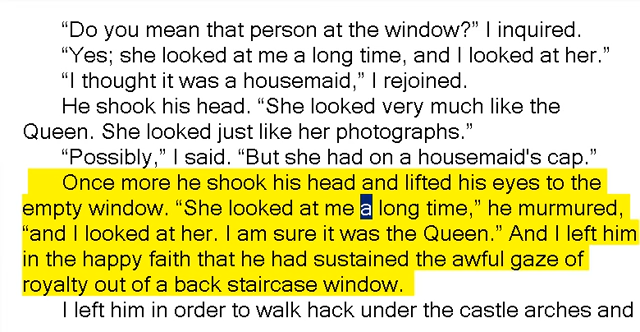 “Do you mean that person at the window?” I inquired.
“Yes; she looked at me a long time, and I looked at her.”
“I thought it was a housemaid,” I rejoined.
He shook his head. “She looked very much like the
Queen. She looked just like her photographs.”
“Possibly,” I said. “But she had on a housemaid's cap.”
Once more he shook his head and lifted his eyes to the
empty window. “She looked at me a long time,” he murmured,
“and I looked at her. I am sure it was the Queen.” And I left him
in the happy faith that he had sustained the awful gaze of
royalty out of a back staircase window.
I left him in order to walk hack under the castle arches and